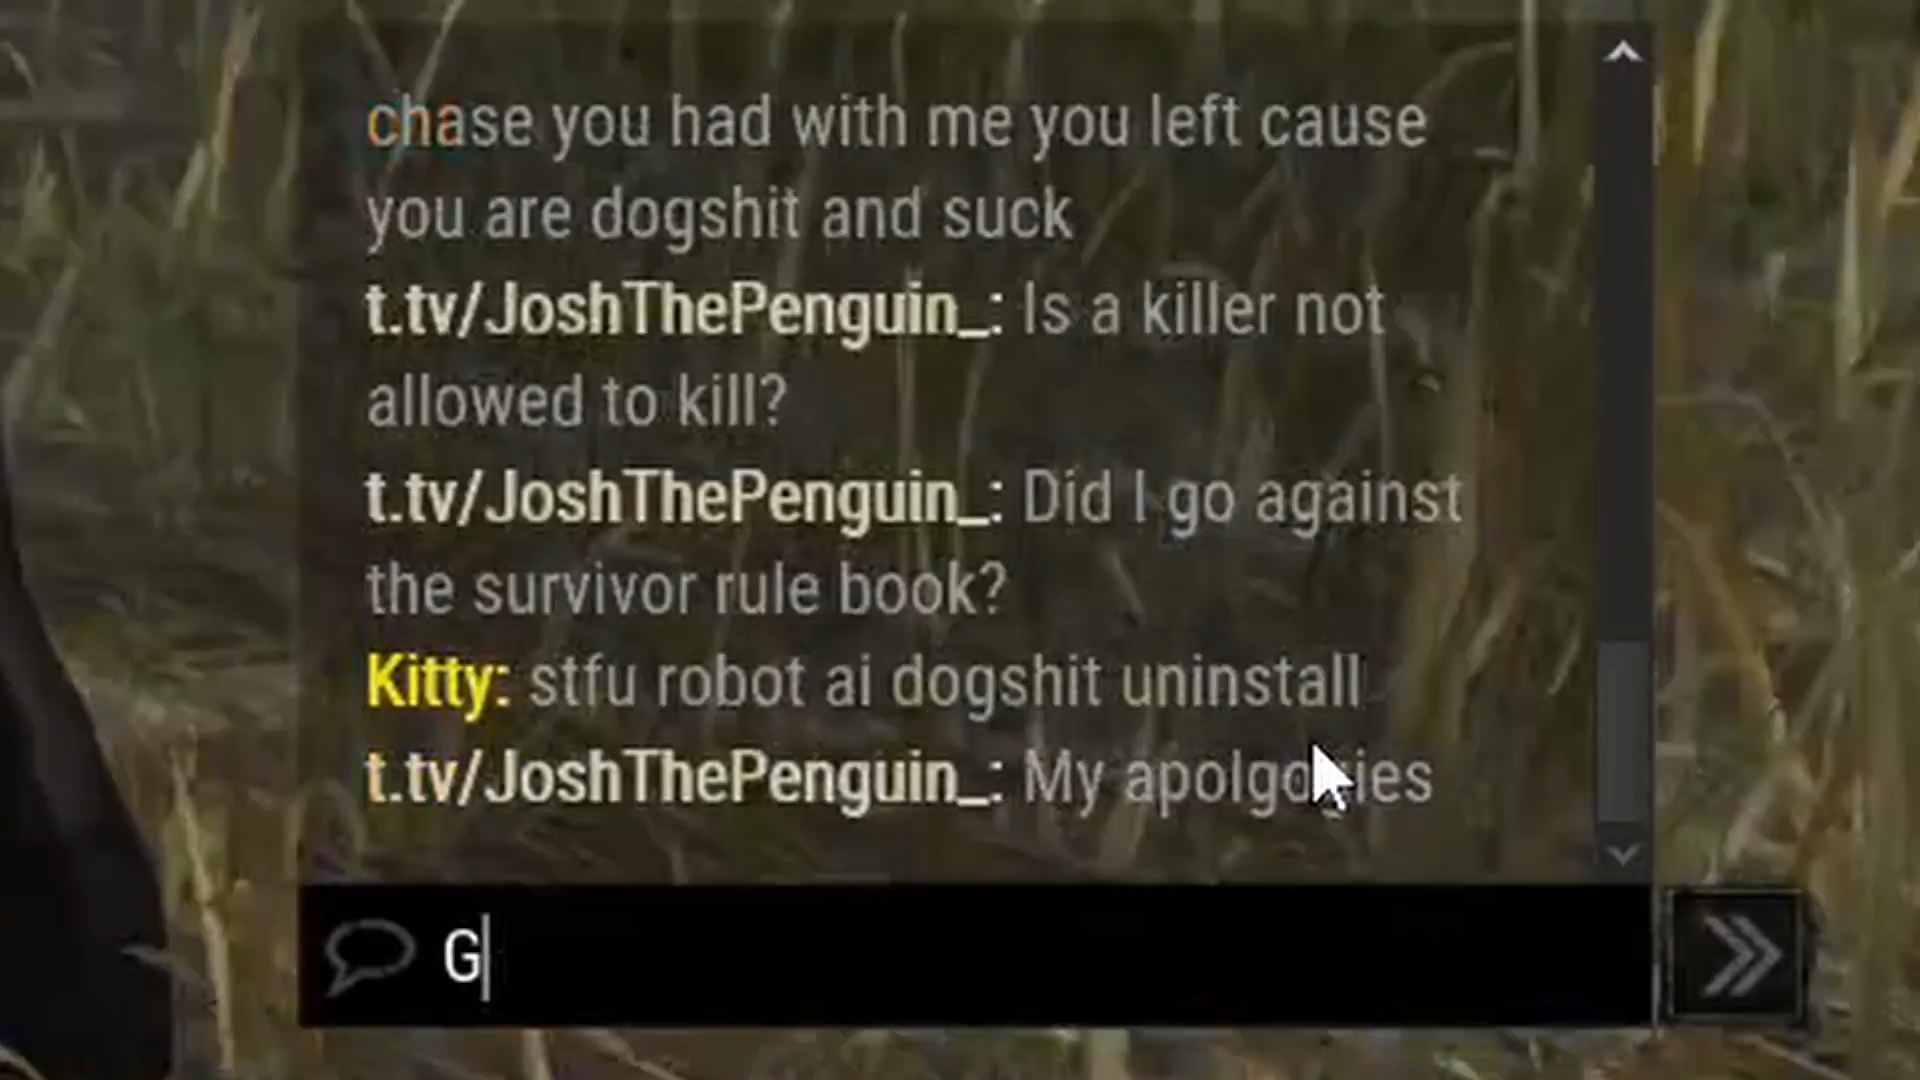 chase you had with me you left cause
you are dogshit and suck
t.tv/JoshThePenguin_: Is a killer not
allowed to kill?
t.tv/JoshThePenguin_: Did I go against
the survivor rule book?
Kitty: stfu robot ai dogshit uninstall
t.tv/JoshThePenguin_: My
G